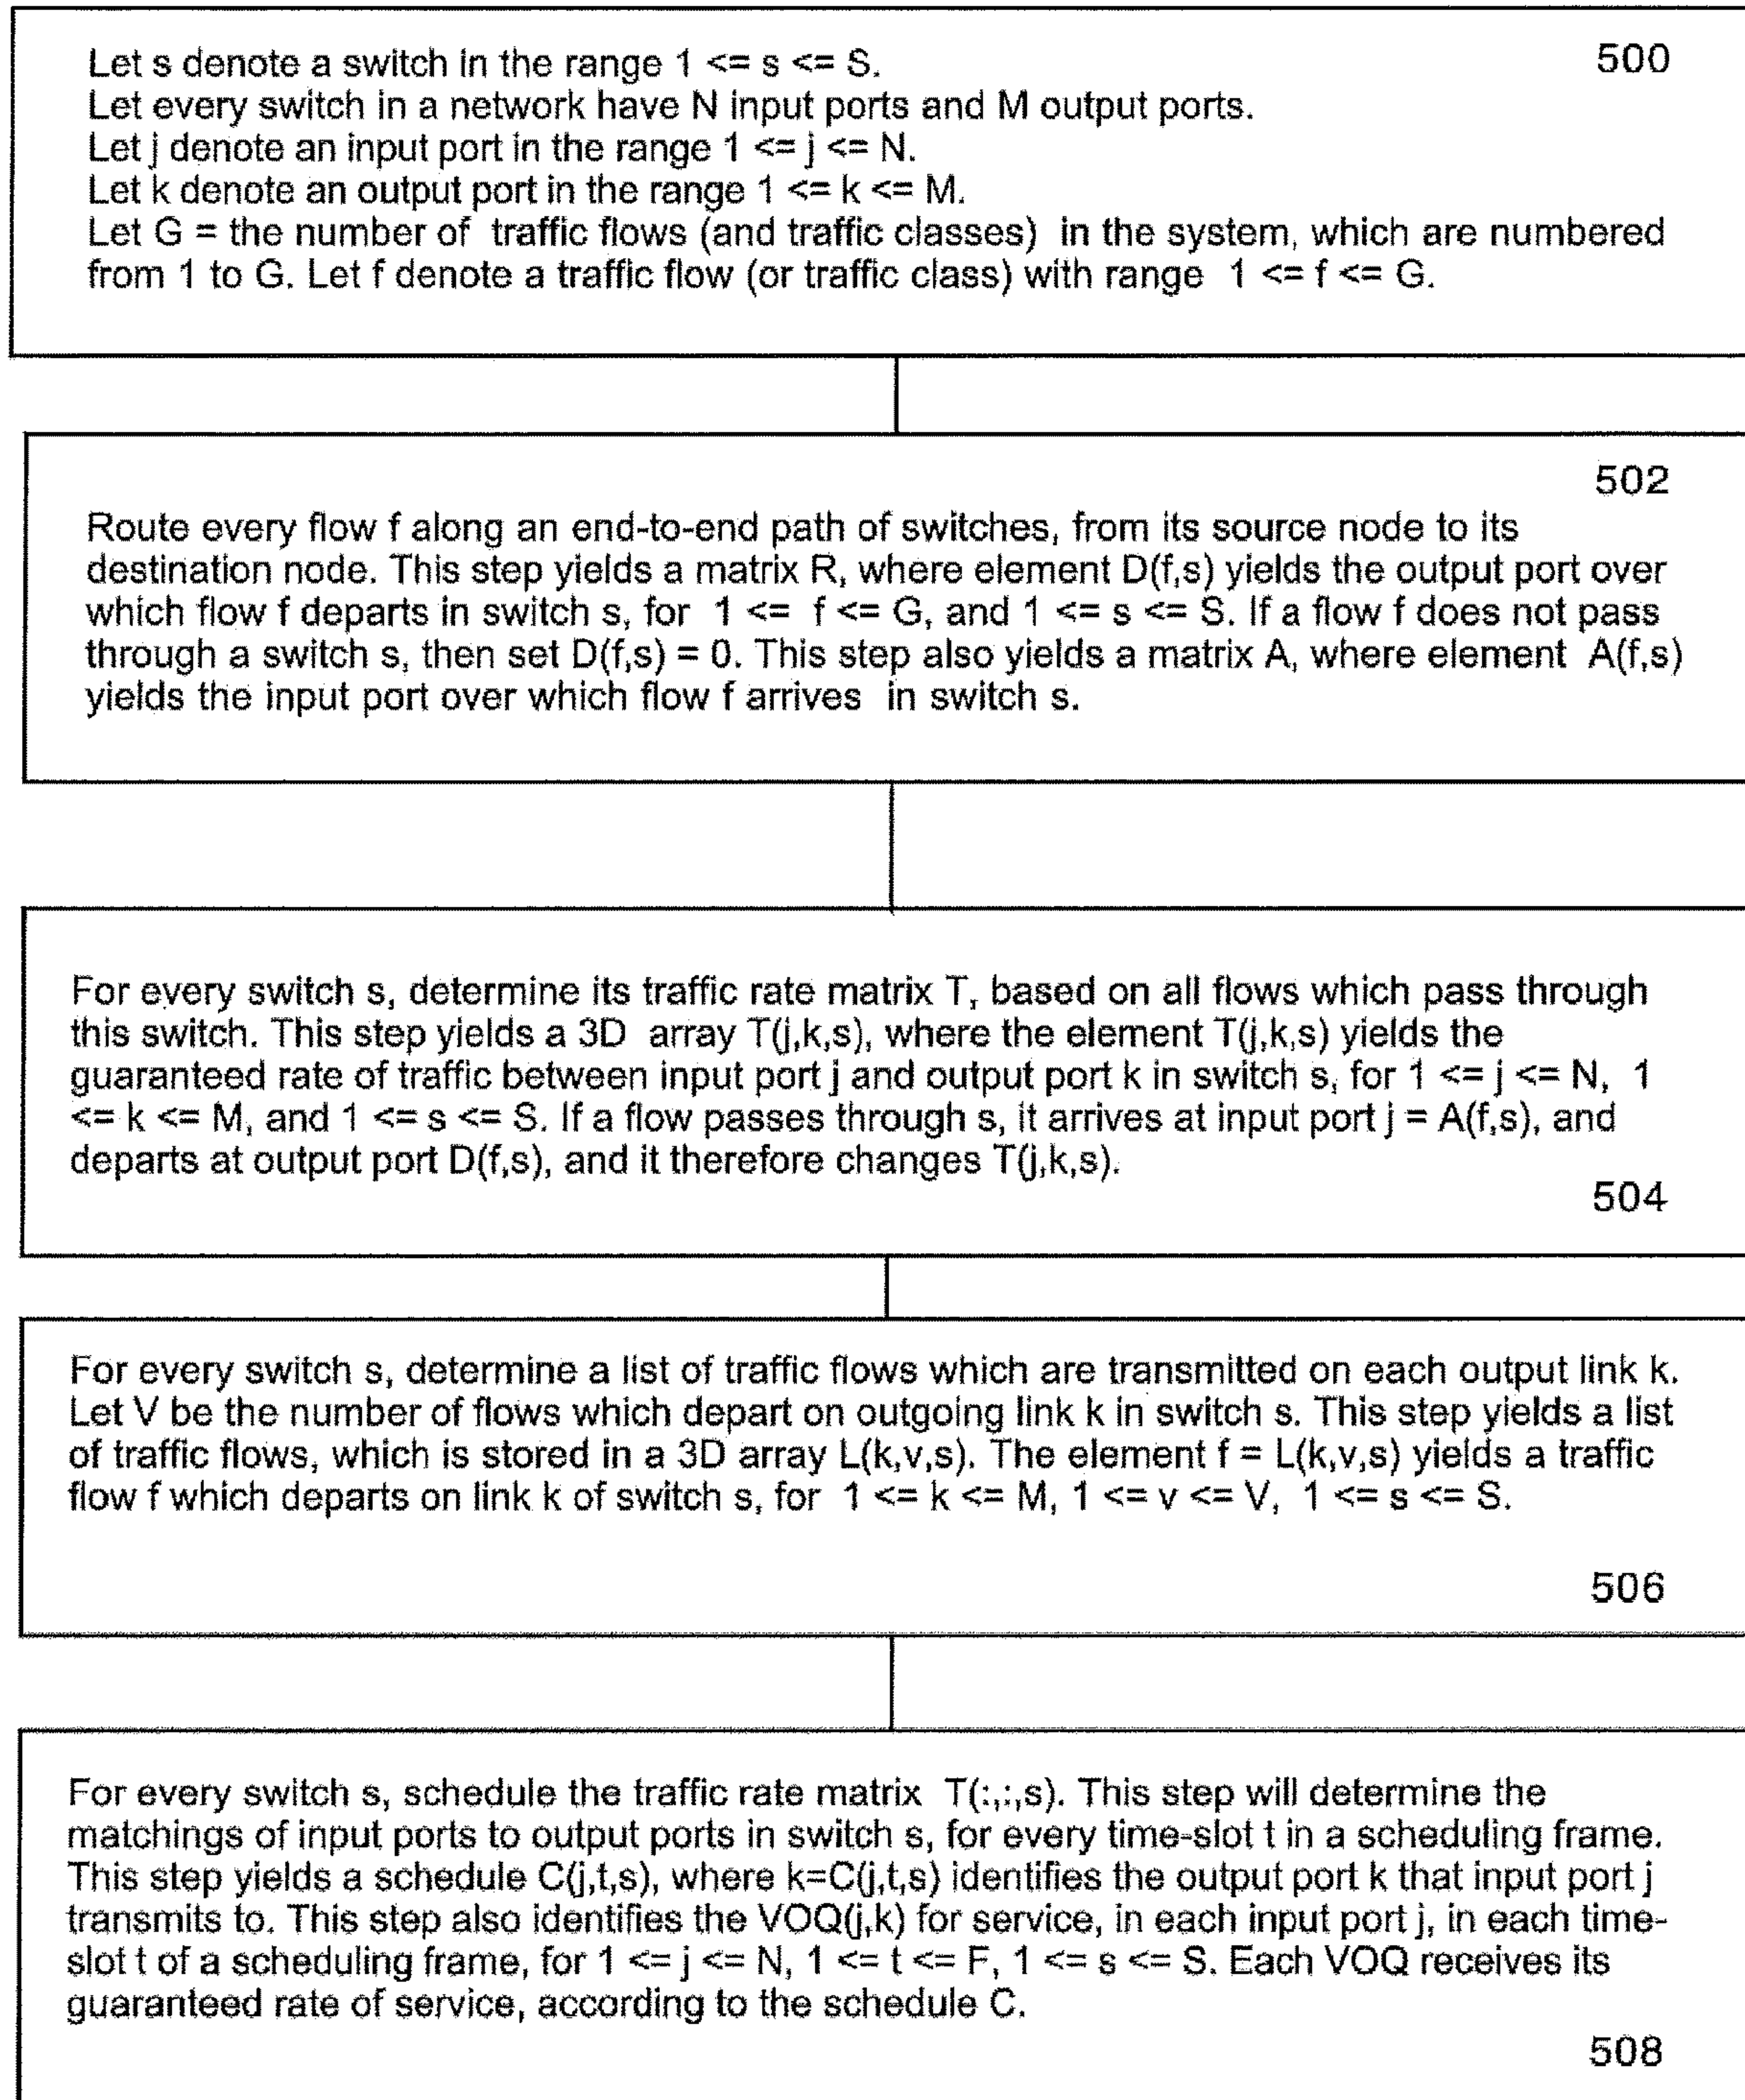 500
Let s denote a switch in the range 1 <= s <= S.
Let every switch in a network have N input ports and M output ports.
Let j denote an input port in the range 1 <= j <= N.
Let k denote an output port in the range 1 <= k <= M.
Let G = the number of traffic flows (and traffic classes) in the system, which are numbered
from 1 to G. Let f denote a traffic flow (or traffic class) with range 1 <= f <= G.
502
Route every flow f along an end-to-end path of switches, from its source node to its
destination node. This step yields a matrix R, where element D(f,s) yields the output port over
which flow f departs in switch s, for 1 <= f <= G, and 1 <= s <= S. If a flow f does not pass
through a switch s, then set D(f,s) = 0. This step also yields a matrix A, where element A(f,s)
yields the input port over which flow f arrives in switch s.
For every switch s, determine its traffic rate matrix T, based on all flows which pass through
this switch. This step yields a 3D array T(j,k,s), where the element T(j,k,s) yields the
guaranteed rate of traffic between input port j and output port k in switch s, for 1 <= j <= N, 1
<= k <= M, and 1 <= s <= S. If a flow passes through s, it arrives at input port j = A(f,s), and
departs at output port D(f,s), and it therefore changes T(j,k,s).
504
For every switch s, determine a list of traffic flows which are transmitted on each output link k.
Let V be the number of flows which depart on outgoing link k in switch s. This step yields a list
of traffic flows, which is stored in a 3D array L(k,v,s). The element f = L(k,v,s) yields a traffic
flow f which departs on link k of switch s, for 1 <= k <= M, 1 <= v <= V, 1 <= s <= S.
506
For every switch s, schedule the traffic rate matrix T(:,:,s). This step will determine the
matchings of input ports to output ports in switch s, for every time-slot t in a scheduling frame.
This step yields a schedule C(j,t,s), where k=C(j,t,s) identifies the output port k that input port j
transmits to. This step also identifies the VOQ(j,k) for service, in each input port j, in each time-
slot t of a scheduling frame, for 1 <= j <= N, 1 <= t <= F, 1 <= s <= S. Each VOQ receives its
guaranteed rate of service, according to the schedule C.
508